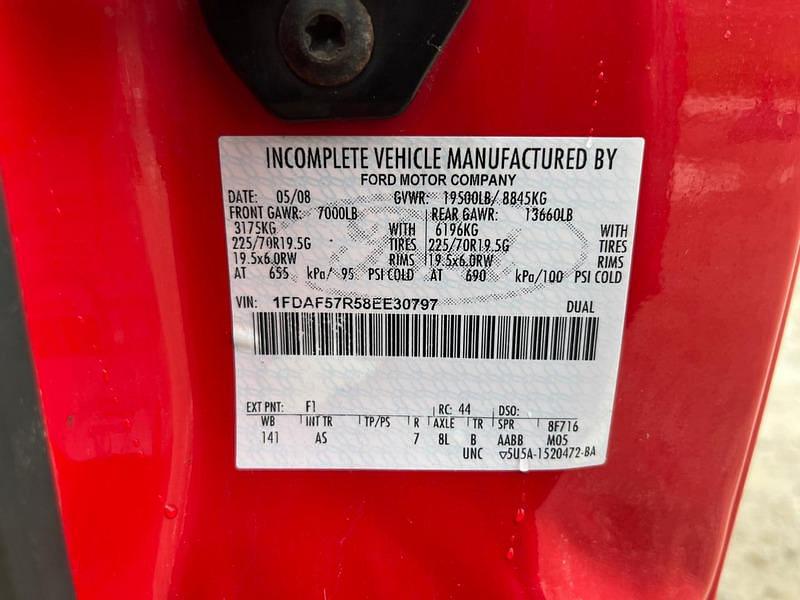 INCOMPLETE VEHICLE MANUFACTURED BY
FORD MOTOR COMPANY
DATE: 05/08 GVWR: 19500LB/ 8845KG
FRONT GAWR: 7000LB REAR GAWR: 13660LB
3175KG WITH 6196KG WITH
225/70R19.5G TIRES 225/70R19.5G TIRES
19.5x6.0RW RIMS 19.5x6.0RW RIMS
AT 655 kPa/ 95 PSI COLD AT 690 kPa/100 PSI COLD
VIN: 1FDAF57R58EE30797 DUAL
EXT PNT: F1 RC: 44 DSO:
WB INT TR TP/PS R AXLE TR SPR 8F716
141 AS 7 8L B AABB M05
UNC ▽5U5A-1520472-BA